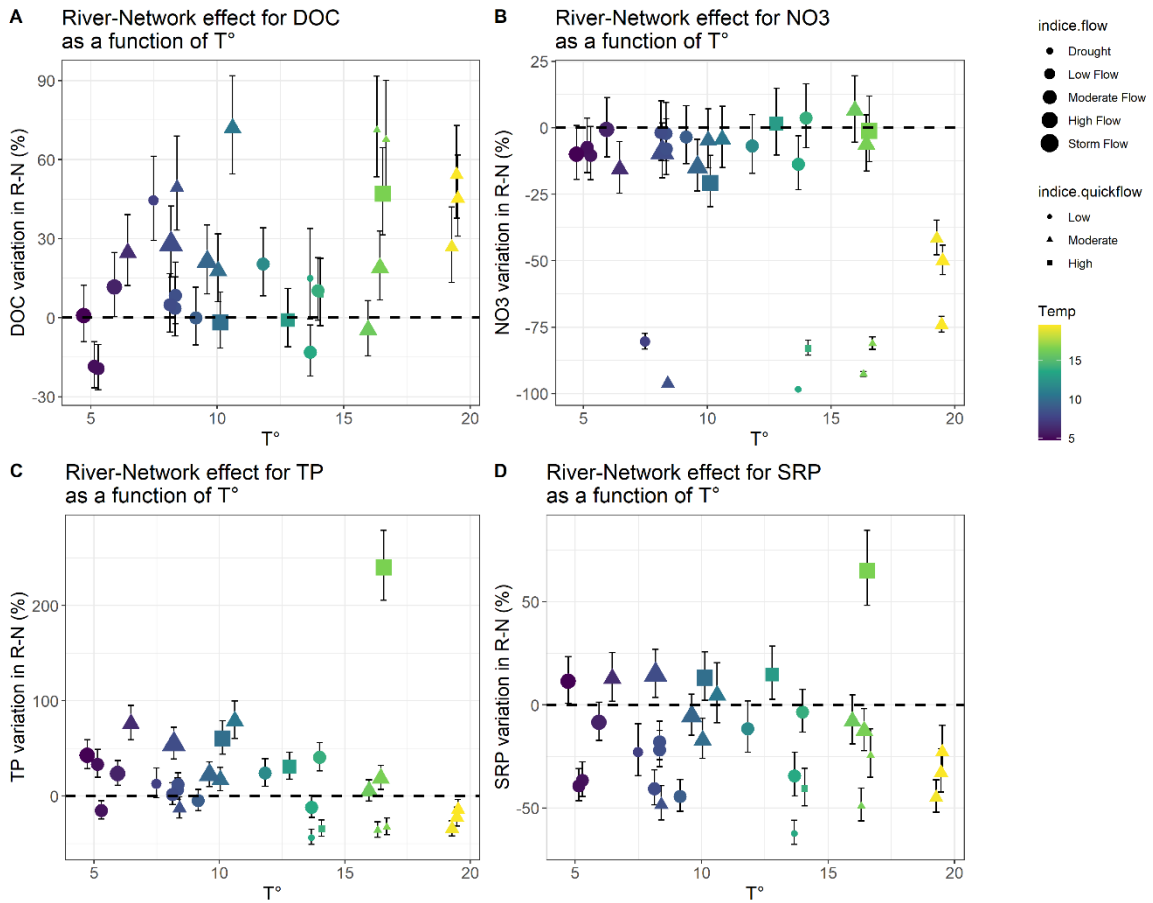 A
River-Network effect for DOC
as a function of T°
DOC variation in R-N (%)
90
60
30
0
-30
5
10
15
20
T°
B
River-Network effect for NO3
as a function of T°
NO3 variation in R-N (%)
25
0
-25
-50
-75
-100
5
10
15
20
T°
indice.flow
Drought
Low Flow
Moderate Flow
High Flow
Storm Flow
indice.quickflow
Low
Moderate
High
Temp
15
10
5
C
River-Network effect for TP
as a function of T°
TP variation in R-N (%)
200
100
0
5
10
15
20
T°
D
River-Network effect for SRP
as a function of T°
SRP variation in R-N (%)
50
0
-50
5
10
15
20
T°